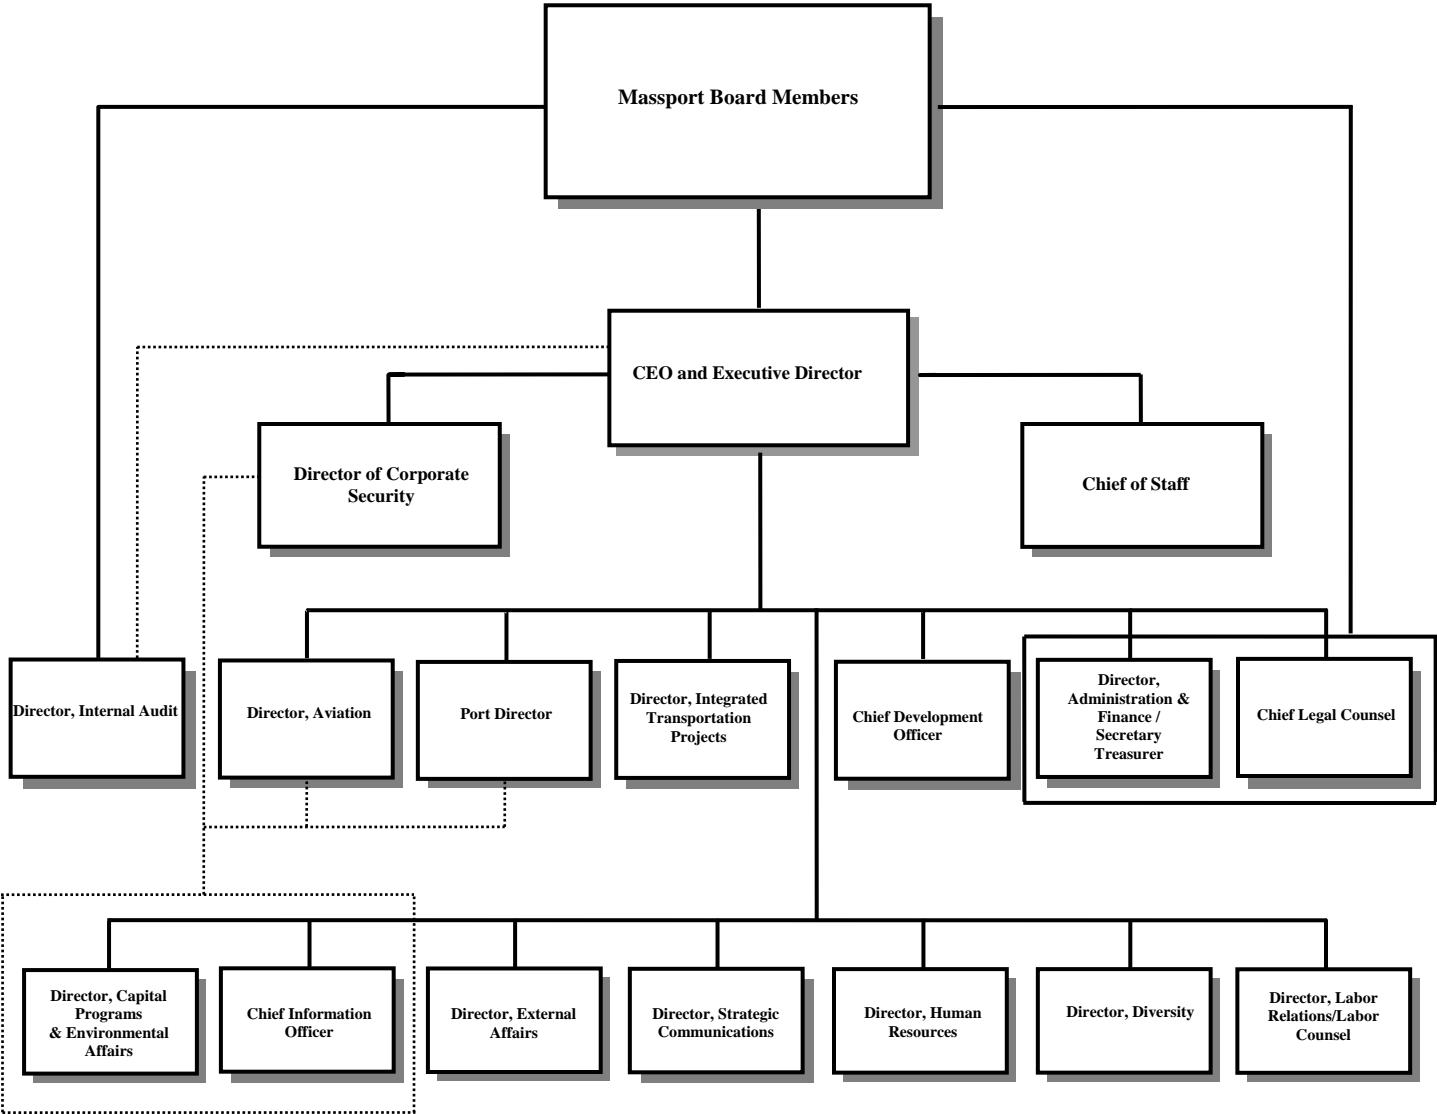 Massport Board Members
CEO and Executive Director
Director of Corporate
Security
Chief of Staff
Director, Internal Audit
Director, Aviation
Port Director
Director, Integrated
Transportation
Projects
Chief Development
Officer
Director,
Administration &
Finance /
Secretary
Treasurer
Chief Legal Counsel
Director, Capital
Programs
& Environmental
Affairs
Chief Information
Officer
Director, External
Affairs
Director, Strategic
Communications
Director, Human
Resources
Director, Diversity
Director, Labor
Relations/Labor
Counsel